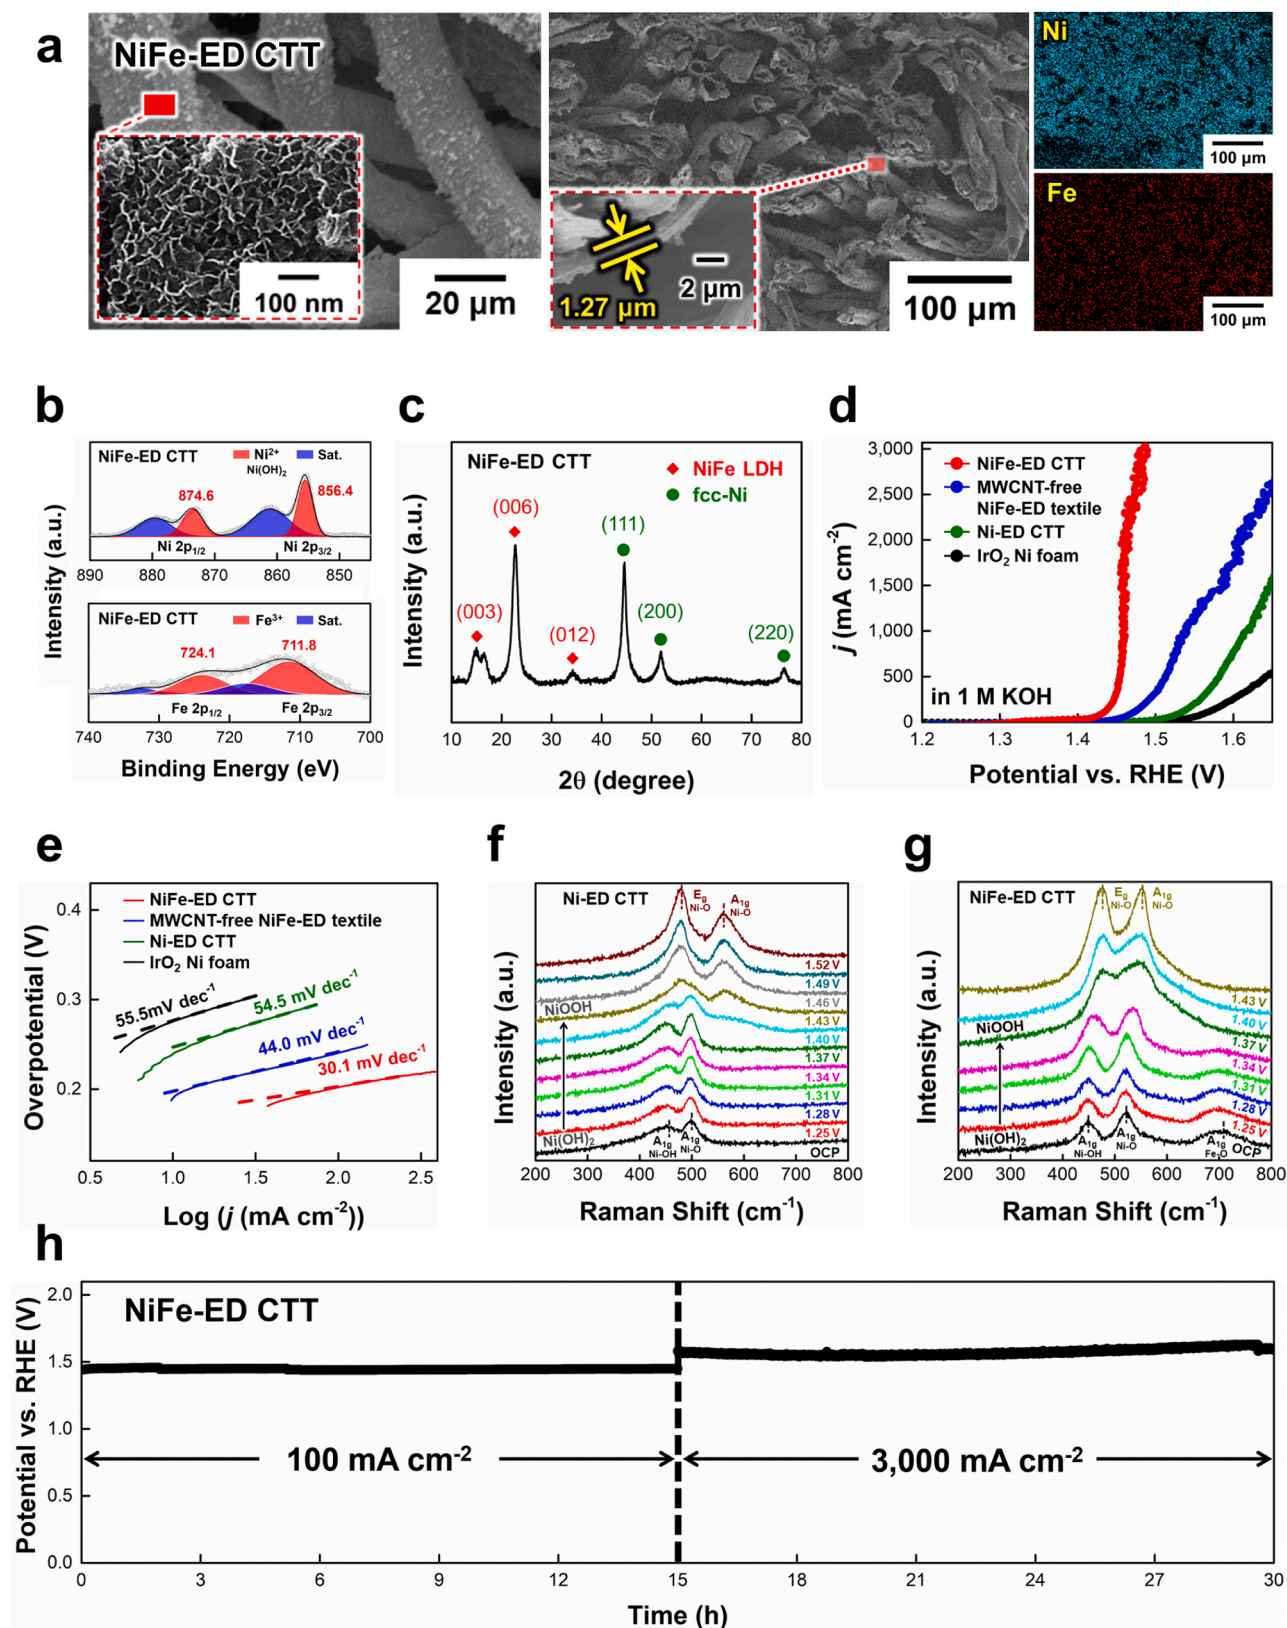 a
NiFe-ED CTT
100 nm
20 µm
1.27 µm
2 µm
100 µm
Ni
100 µm
Fe
100 µm
b
NiFe-ED CTT
Ni²⁺
Ni(OH)₂
Sat.
874.6
856.4
Ni 2p₁/₂
Ni 2p₃/₂
890 880 870 860 850
NiFe-ED CTT
Fe³⁺
Sat.
724.1
711.8
Fe 2p₁/₂
Fe 2p₃/₂
740 730 720 710 700
Intensity (a.u.)
Binding Energy (eV)
c
NiFe-ED CTT
NiFe LDH
fcc-Ni
(003)
(006)
(012)
(111)
(200)
(220)
10 20 30 40 50 60 70 80
Intensity (a.u.)
2θ (degree)
d
3,000
2,500
2,000
1,500
1,000
500
0
NiFe-ED CTT
MWCNT-free
NiFe-ED textile
Ni-ED CTT
IrO₂ Ni foam
in 1 M KOH
1.2 1.3 1.4 1.5 1.6
j (mA cm⁻²)
Potential vs. RHE (V)
e
0.4
0.3
0.2
NiFe-ED CTT
MWCNT-free NiFe-ED textile
Ni-ED CTT
IrO₂ Ni foam
55.5mV dec⁻¹
54.5 mV dec⁻¹
44.0 mV dec⁻¹
30.1 mV dec⁻¹
0.5 1.0 1.5 2.0 2.5
Overpotential (V)
Log (j (mA cm⁻²))
f
Ni-ED CTT
E_g
Ni-O
A₁g
Ni-O
1.52 V
1.49 V
1.46 V
NiOOH
1.43 V
1.40 V
1.37 V
1.34 V
1.31 V
1.28 V
Ni(OH)₂
1.25 V
A₁g
Ni-OH
A₁g
Ni-O
OCP
200 300 400 500 600 700 800
Intensity (a.u.)
Raman Shift (cm⁻¹)
g
NiFe-ED CTT
E_g
Ni-O
A₁g
Ni-O
1.43 V
1.40 V
NiOOH
1.37 V
1.34 V
1.31 V
1.28 V
Ni(OH)₂
1.25 V
A₁g
Ni-OH
A₁g
Ni-O
A₁g
Fe-O
OCP
200 300 400 500 600 700 800
Intensity (a.u.)
Raman Shift (cm⁻¹)
h
2.0
1.5
1.0
0.5
0.0
NiFe-ED CTT
100 mA cm⁻²
3,000 mA cm⁻²
0 3 6 9 12 15 18 21 24 27 30
Potential vs. RHE (V)
Time (h)